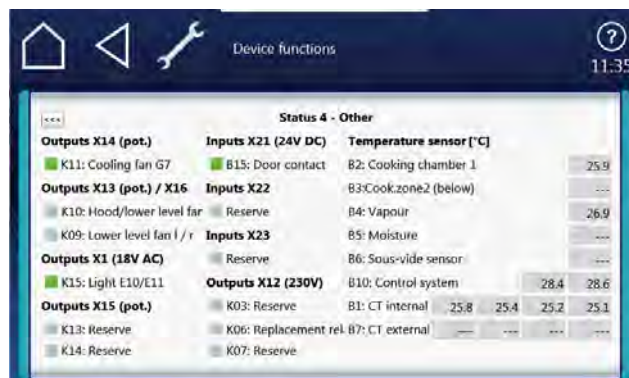 Device functions
?
11:35
<<<
Status 4 - Other
Outputs X14 (pot.) Inputs X21 (24V DC) Temperature sensor [°C]
K11: Cooling fan G7 B15: Door contact B2: Cooking chamber 1 25.9
Outputs X13 (pot.) / X16 Inputs X22 B3:Cook.zone2 (below) ---
K10: Hood/lower level far Reserve B4: Vapour 26.9
K09: Lower level fan l / r Inputs X23 B5: Moisture ---
Outputs X1 (18V AC) Reserve B6: Sous-vide sensor ---
K15: Light E10/E11 Outputs X12 (230V) B10: Control system 28.4 28.6
Outputs X15 (pot.) K03: Reserve B1: CT internal 25.8 25.4 25.2 25.1
K13: Reserve K06: Replacement rel B7: CT external --- --- --- ---
K14: Reserve K07: Reserve